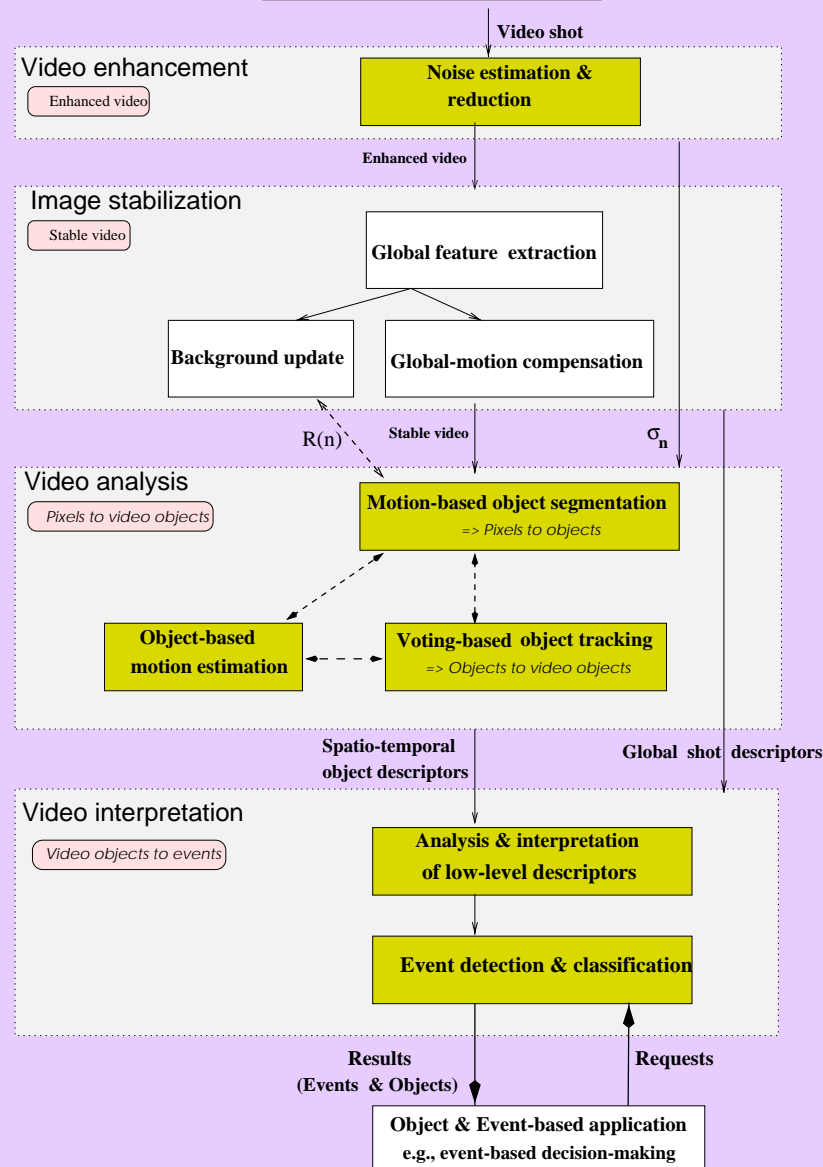 Video shot
Video enhancement
Enhanced video
Noise estimation &
reduction
Enhanced video
Image stabilization
Stable video
Global feature extraction
Background update
Global-motion compensation
R(n)
Stable video
σn
Video analysis
Pixels to video objects
Motion-based object segmentation
=> Pixels to objects
Object-based
motion estimation
Voting-based object tracking
=> Objects to video objects
Spatio-temporal
object descriptors
Global shot descriptors
Video interpretation
Video objects to events
Analysis & interpretation
of low-level descriptors
Event detection & classification
Results
(Events & Objects)
Requests
Object & Event-based application
e.g., event-based decision-making